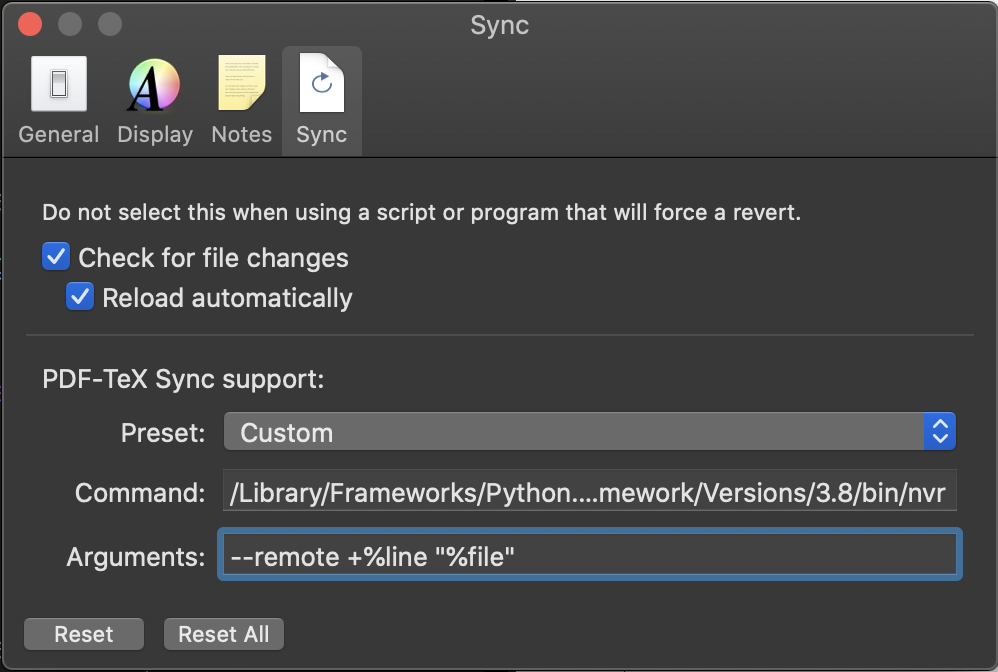 Sync
General Display Notes Sync
Do not select this when using a script or program that will force a revert.
Check for file changes
Reload automatically
PDF-TeX Sync support:
Preset: Custom
Command: /Library/Frameworks/Python....mework/Versions/3.8/bin/nvr
Arguments: --remote +%line "%file"
Reset Reset All